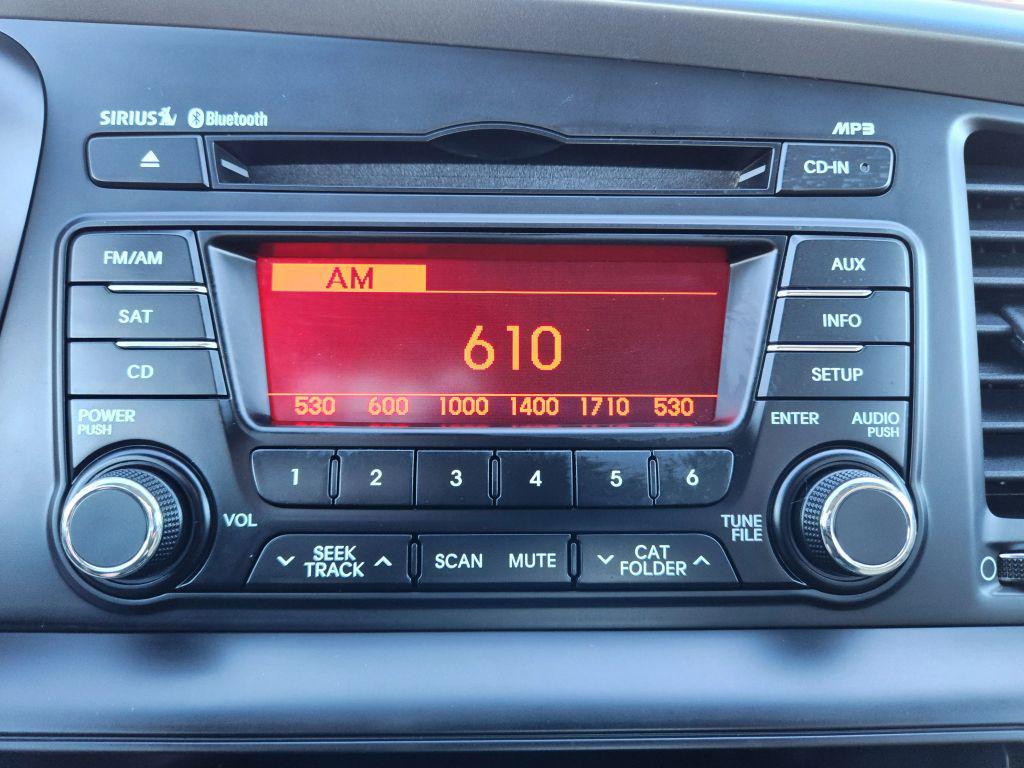 SIRIUS Bluetooth
MP3
CD-IN
FM/AM
SAT
CD
AM
610
530 600 1000 1400 1710 530
AUX
INFO
SETUP
POWER
PUSH
ENTER
AUDIO
PUSH
1 2 3 4 5 6
VOL
TUNE
FILE
SEEK
TRACK
SCAN MUTE
CAT
FOLDER